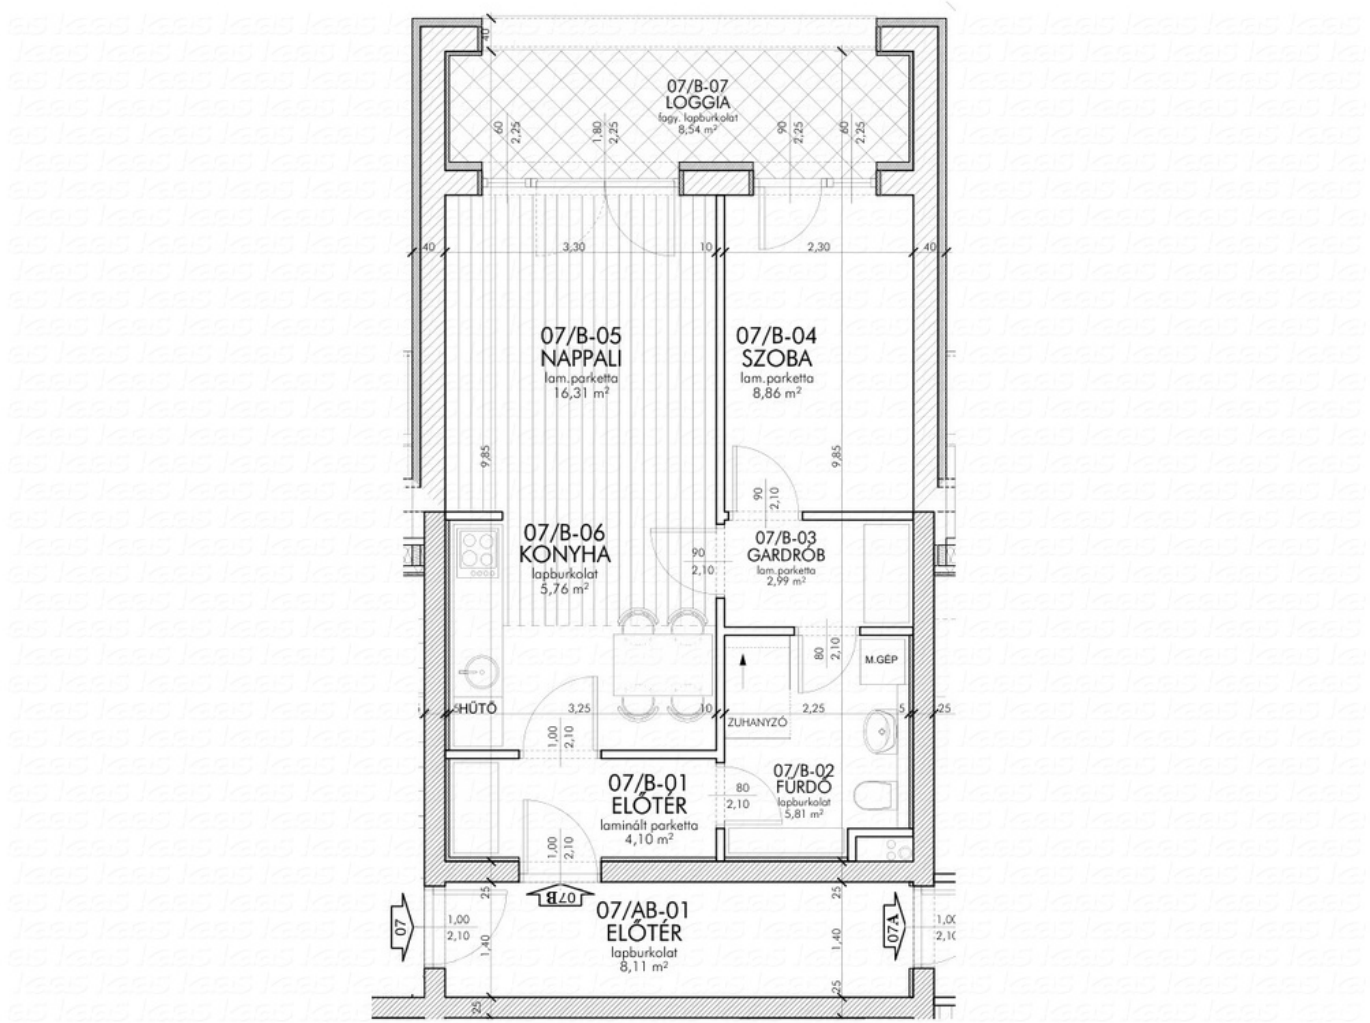 40
07/B-07
LOGGIA
fagy. lapburkolat
8,54 m²
60
2,25
1,80
2,25
90
2,25
60
2,25
40
3,30
10
2,30
40
07/B-05
NAPPALI
lam.parketta
16,31 m²
07/B-04
SZOBA
lam.parketta
8,86 m²
9,85
9,85
90
2,10
07/B-06
KONYHA
lapburkolat
5,76 m²
90
2,10
07/B-03
GARDRÓB
lam.parketta
2,99 m²
80
2,10
M.GÉP
5
HŰTŐ
3,25
10
ZUHANYZÓ
2,25
5
25
1,00
2,10
07/B-01
ELŐTÉR
laminált parketta
4,10 m²
80
2,10
07/B-02
FÜRDŐ
lapburkolat
5,81 m²
1,00
2,10
07B
25
25
07
1,00
2,10
1,40
07/AB-01
ELŐTÉR
lapburkolat
8,11 m²
1,40
07A
1,00
2,10
25
25